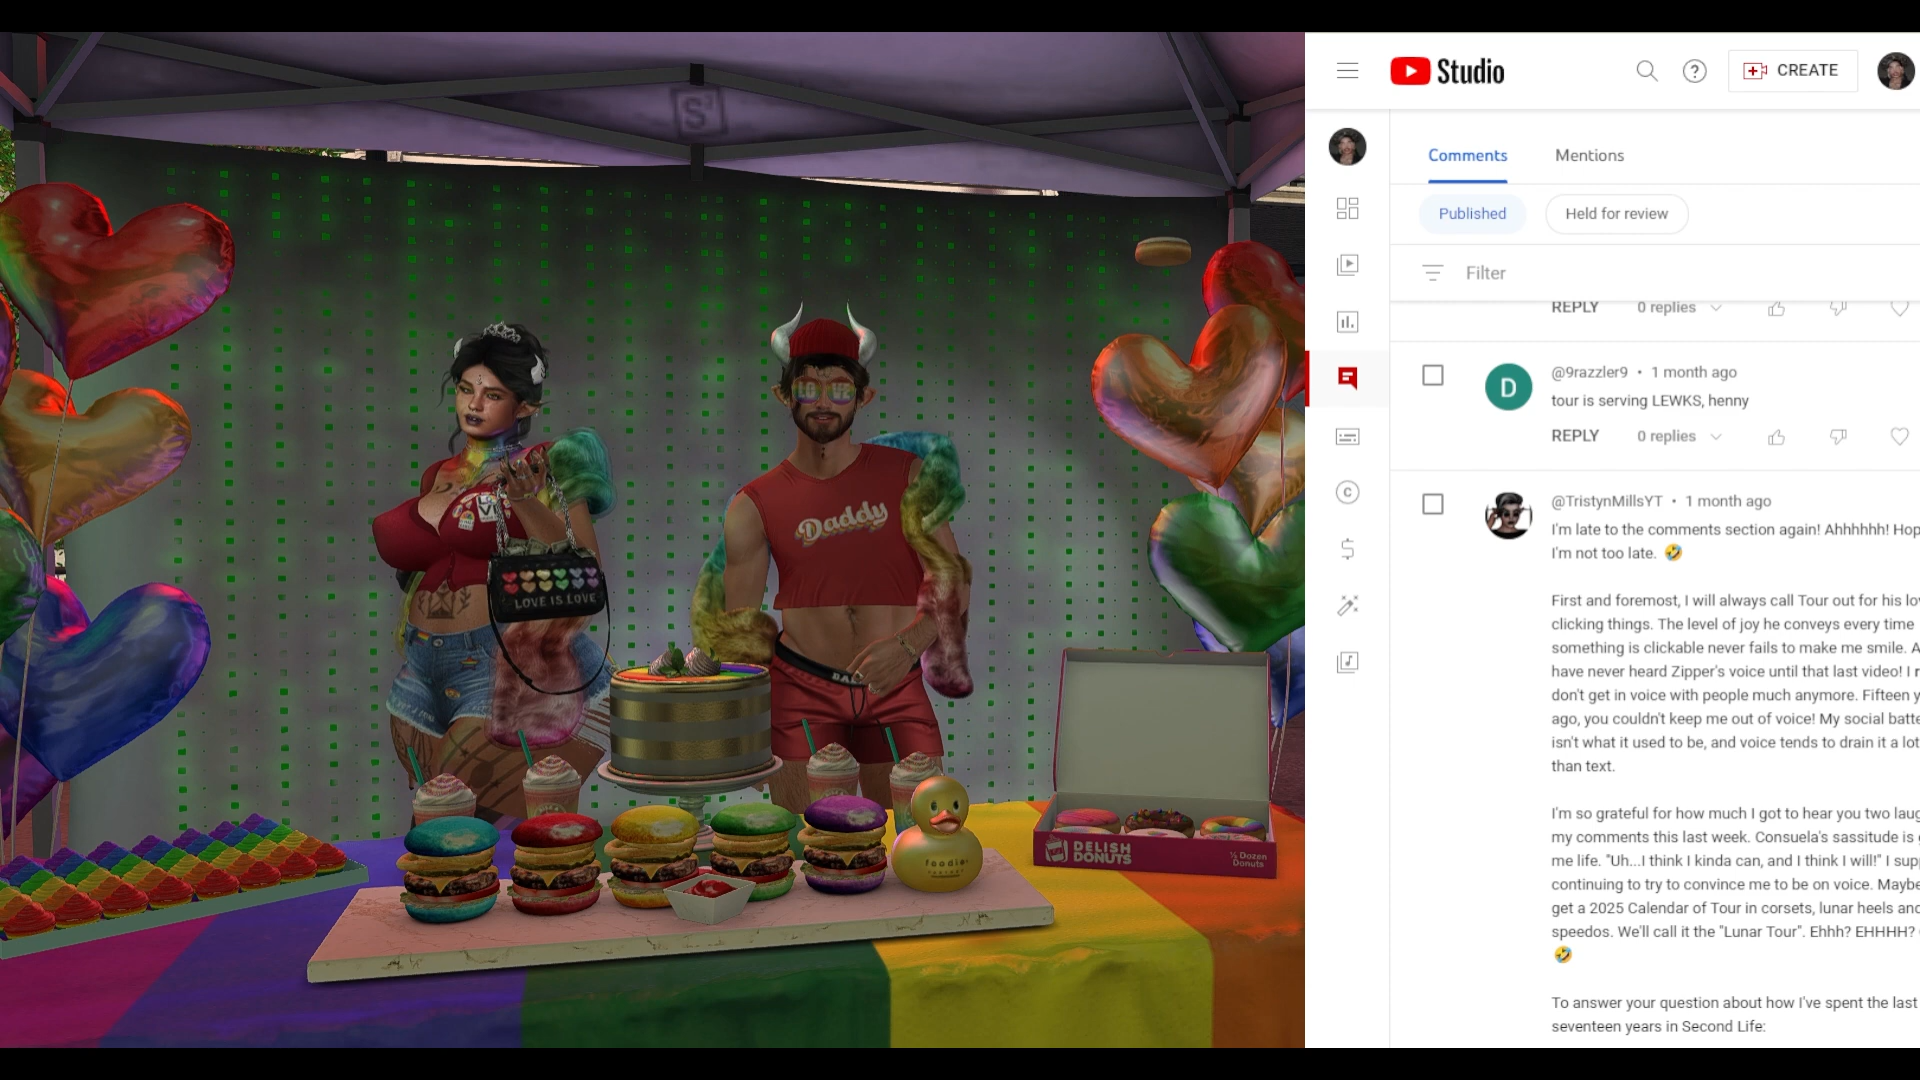 LO VE
Daddy
LOVE IS LOVE
foodie
DELISH
DONUTS
½ Dozen
Donuts
Studio
CREATE
Comments
Mentions
Published
Held for review
Filter
REPLY 0 replies
@9razzler9 • 1 month ago
D
tour is serving LEWKS, henny
REPLY 0 replies
@TristynMillsYT • 1 month ago
I'm late to the comments section again! Ahhhhhh! Hop
I'm not too late. 🤣
First and foremost, I will always call Tour out for his lov
clicking things. The level of joy he conveys every time
something is clickable never fails to make me smile. A
have never heard Zipper's voice until that last video! I r
don't get in voice with people much anymore. Fifteen y
ago, you couldn't keep me out of voice! My social batte
isn't what it used to be, and voice tends to drain it a lot
than text.
I'm so grateful for how much I got to hear you two laug
my comments this last week. Consuela's sassitude is g
me life. "Uh...I think I kinda can, and I think I will!" I supp
continuing to try to convince me to be on voice. Maybe
get a 2025 Calendar of Tour in corsets, lunar heels and
speedos. We'll call it the "Lunar Tour". Ehhh? EHHHH?
🤣
To answer your question about how I've spent the last
seventeen years in Second Life: